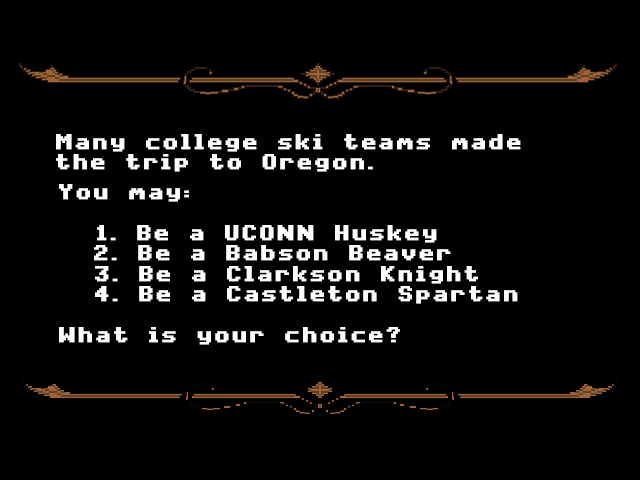 Many college ski teams made
the trip to Oregon.
You may:
1. Be a UCONN Huskey
2. Be a Babson Beaver
3. Be a Clarkson Knight
4. Be a Castleton Spartan
What is your choice?